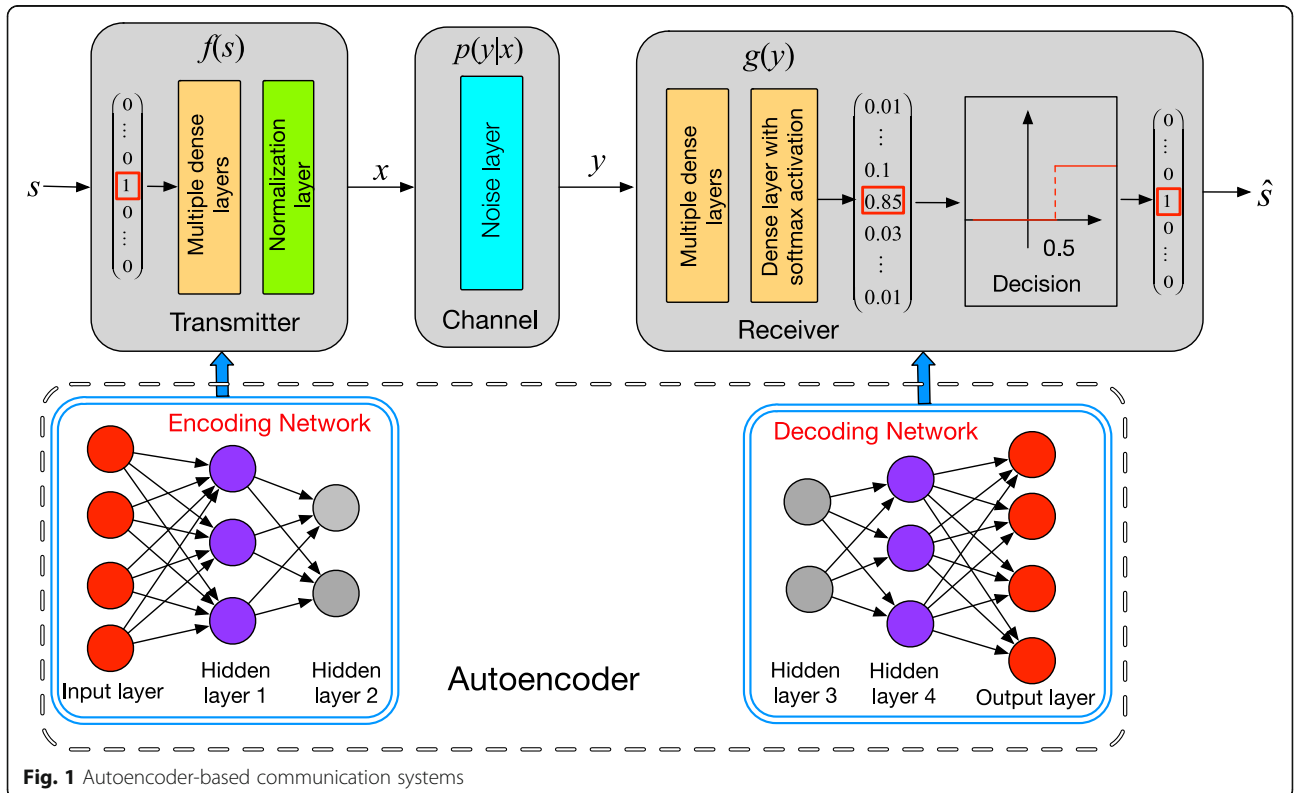 f(s)
p(y|x)
g(y)
s
0
...
0
1
0
...
0
Multiple dense
layers
Normalization
layer
Transmitter
x
Noise layer
Channel
y
Multiple dense
layers
Dense layer with
softmax activation
0.01
...
0.1
0.85
0.03
...
0.01
0.5
Decision
0
...
0
1
0
...
0
Receiver
ŝ
Encoding Network
Input layer
Hidden
layer 1
Hidden
layer 2
Autoencoder
Decoding Network
Hidden
layer 3
Hidden
layer 4
Output layer
Fig. 1 Autoencoder-based communication systems